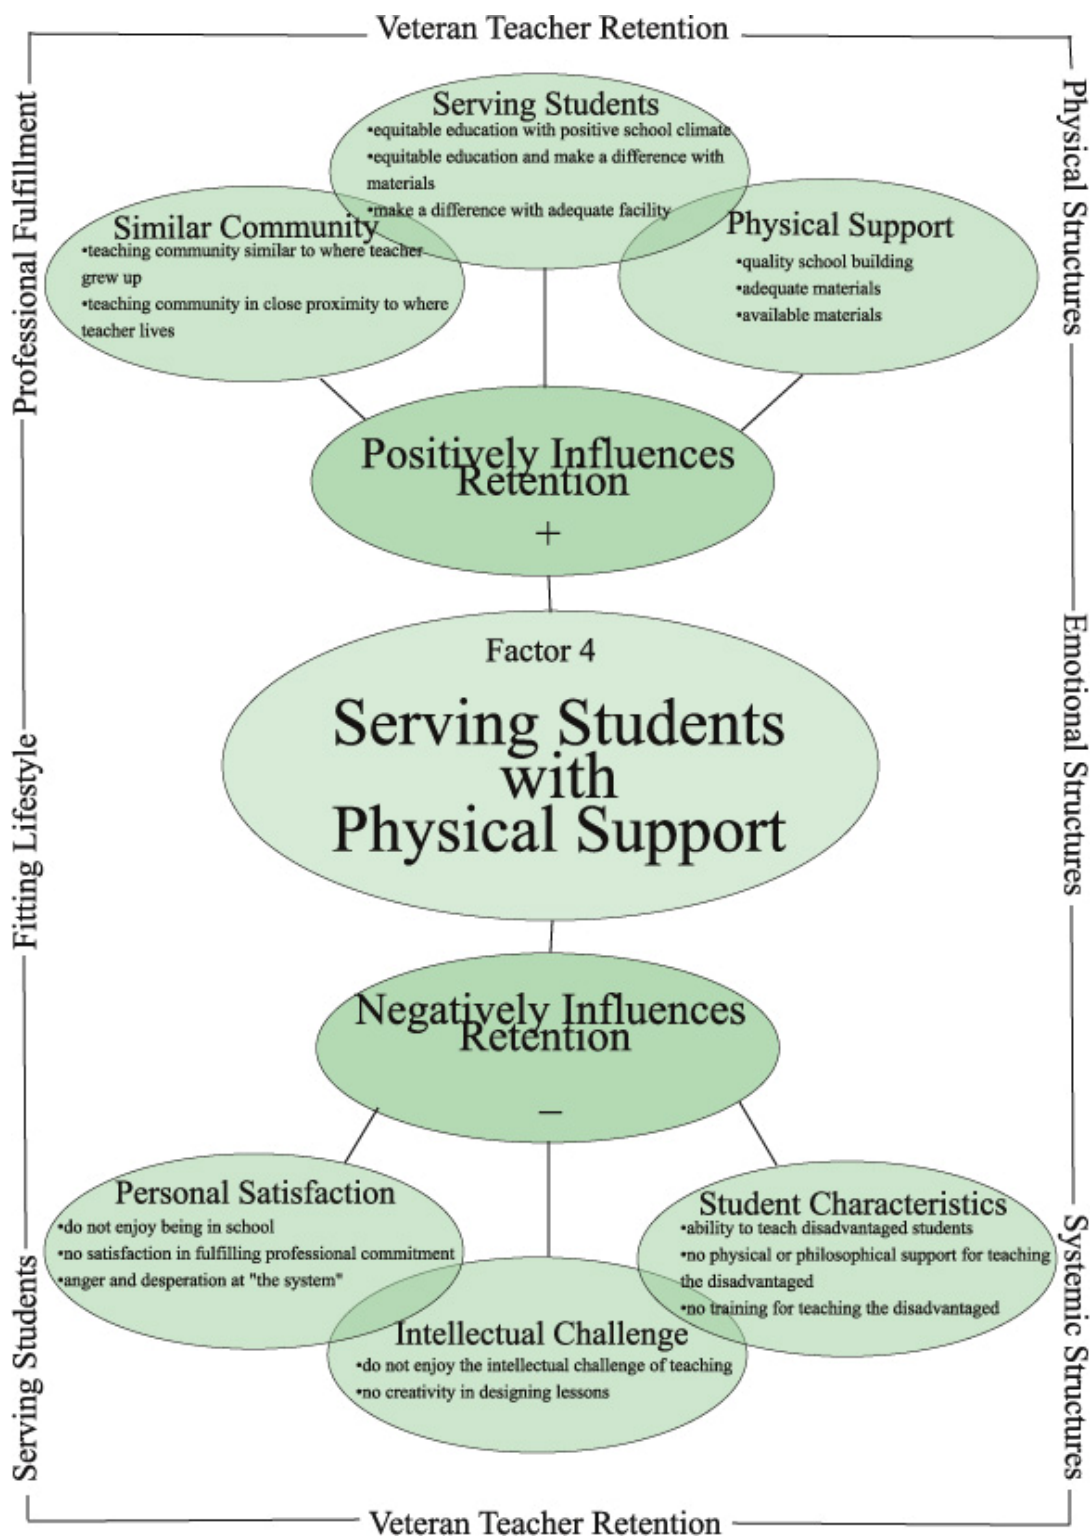 Veteran Teacher Retention
Professional Fulfillment
Fitting Lifestyle
Serving Students
Physical Structures
Emotional Structures
Systemic Structures
Serving Students
•equitable education with positive school climate
•equitable education and make a difference with
materials
•make a difference with adequate facility
Similar Community
•teaching community similar to where teacher
grew up
•teaching community in close proximity to where
teacher lives
Physical Support
•quality school building
•adequate materials
•available materials
Positively Influences
Retention
+
Factor 4
Serving Students
with
Physical Support
Negatively Influences
Retention
–
Personal Satisfaction
•do not enjoy being in school
•no satisfaction in fulfilling professional commitment
•anger and desperation at "the system"
Student Characteristics
•ability to teach disadvantaged students
•no physical or philosophical support for teaching
the disadvantaged
•no training for teaching the disadvantaged
Intellectual Challenge
•do not enjoy the intellectual challenge of teaching
•no creativity in designing lessons
Veteran Teacher Retention